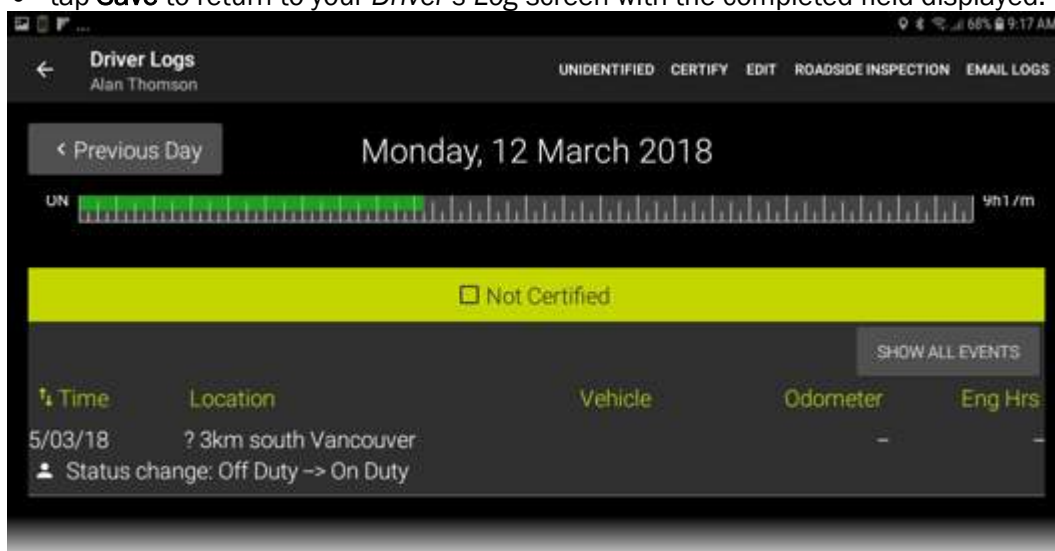 • tap Save to return to your Driver's Log screen with the completed field displayed.
68% 9:17 AM
Driver Logs
Alan Thomson
UNIDENTIFIED CERTIFY EDIT ROADSIDE INSPECTION EMAIL LOGS
< Previous Day
Monday, 12 March 2018
ON 9h17m
Not Certified
SHOW ALL EVENTS
Time Location Vehicle Odometer Eng Hrs
5/03/18 ? 3km south Vancouver – –
Status change: Off Duty –> On Duty